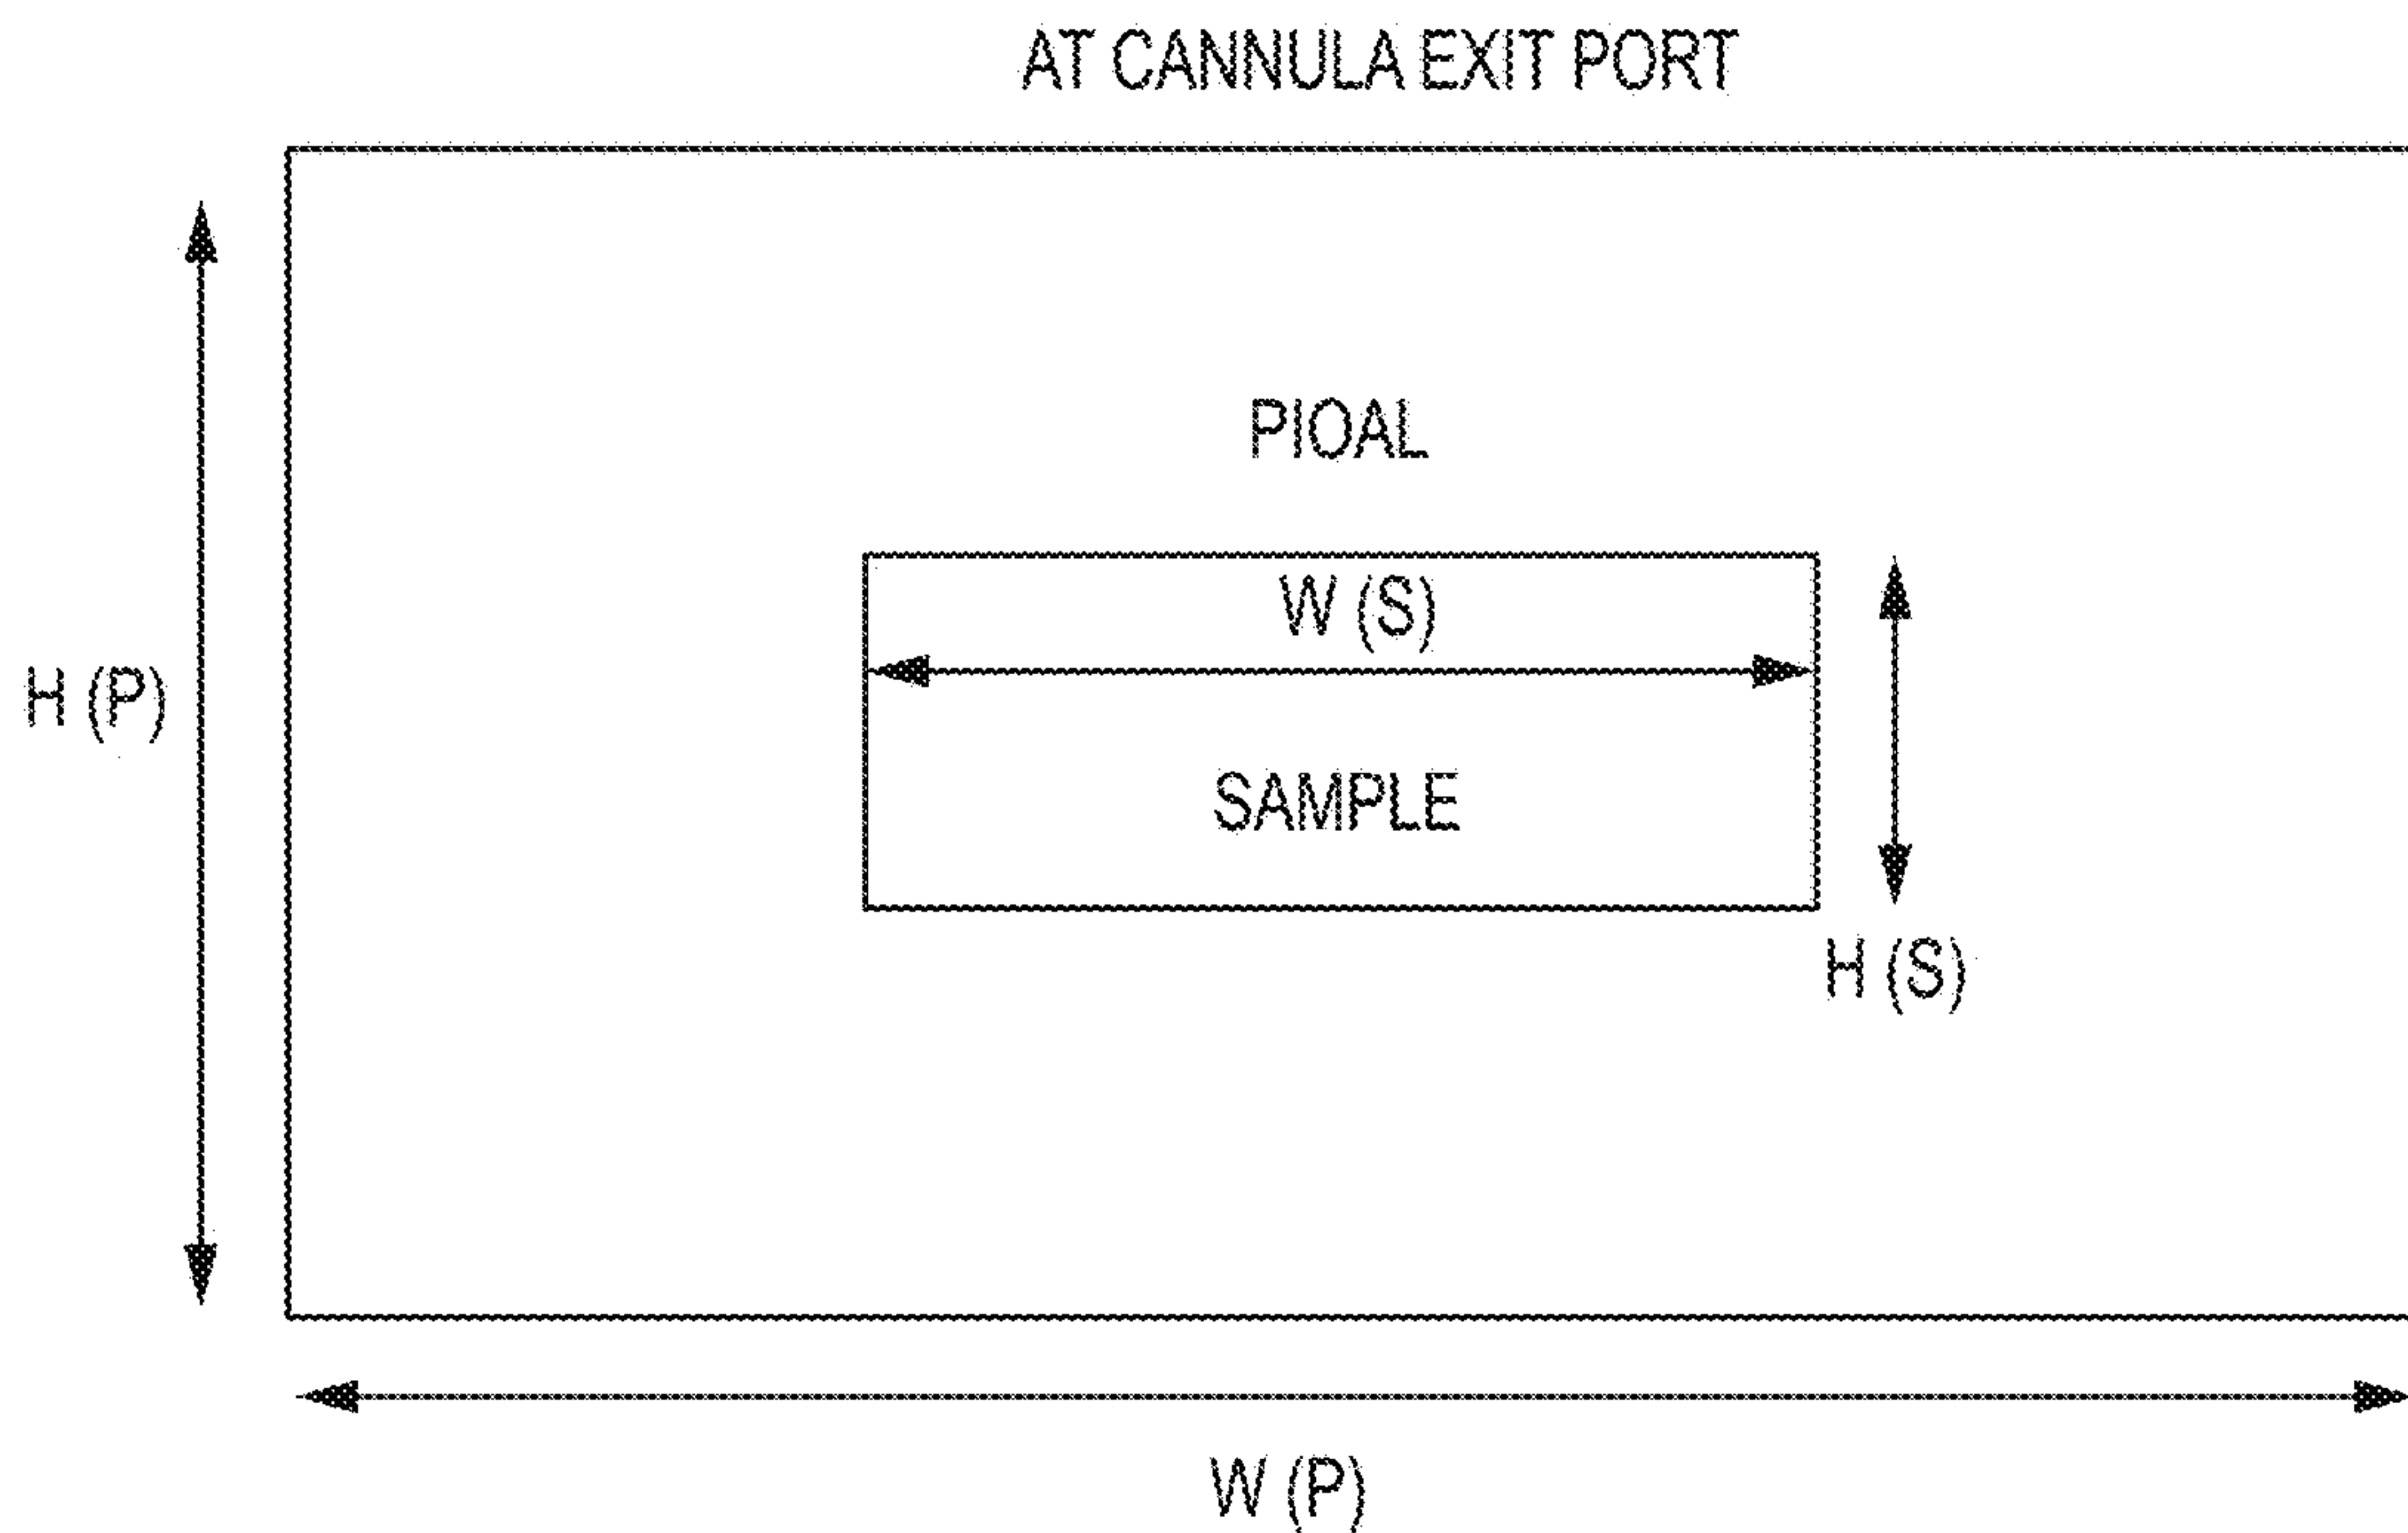 AT CANNULA EXIT PORT
PIOAL
W (S)
H (P)
SAMPLE
H (S)
W (P)